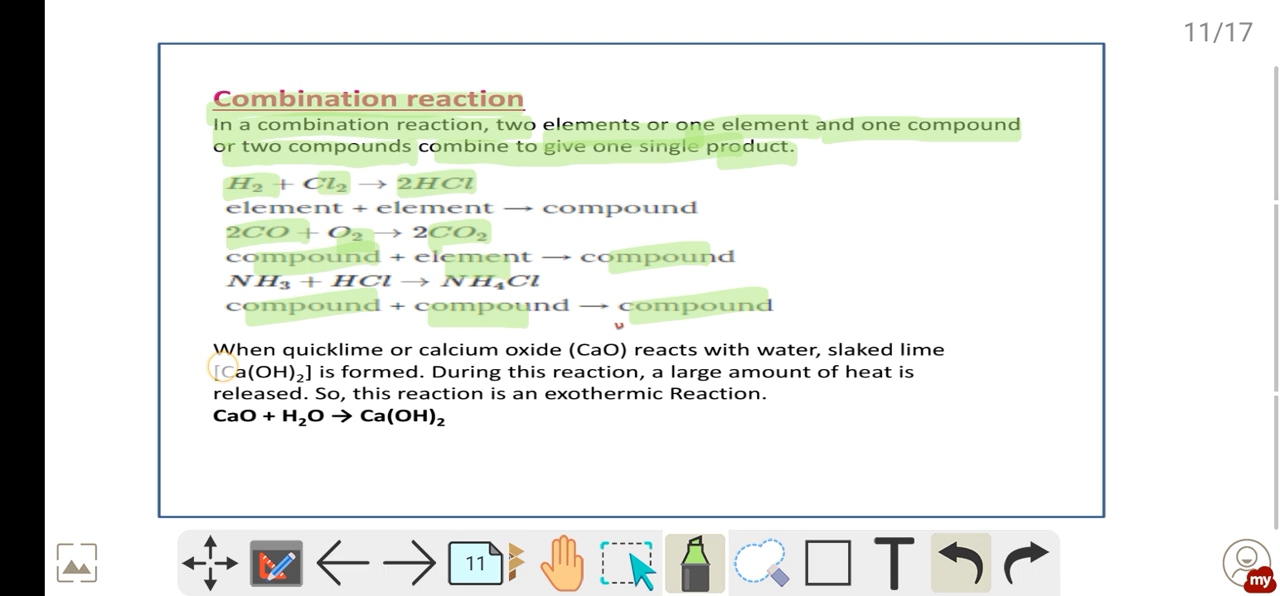 11/17
Combination reaction
In a combination reaction, two elements or one element and one compound
or two compounds combine to give one single product.
H₂ + Cl₂ → 2HCl
element + element → compound
2CO + O₂ → 2CO₂
compound + element → compound
NH₃ + HCl → NH₄Cl
compound + compound → compound
When quicklime or calcium oxide (CaO) reacts with water, slaked lime
[Ca(OH)₂] is formed. During this reaction, a large amount of heat is
released. So, this reaction is an exothermic Reaction.
CaO + H₂O → Ca(OH)₂
11
T
my